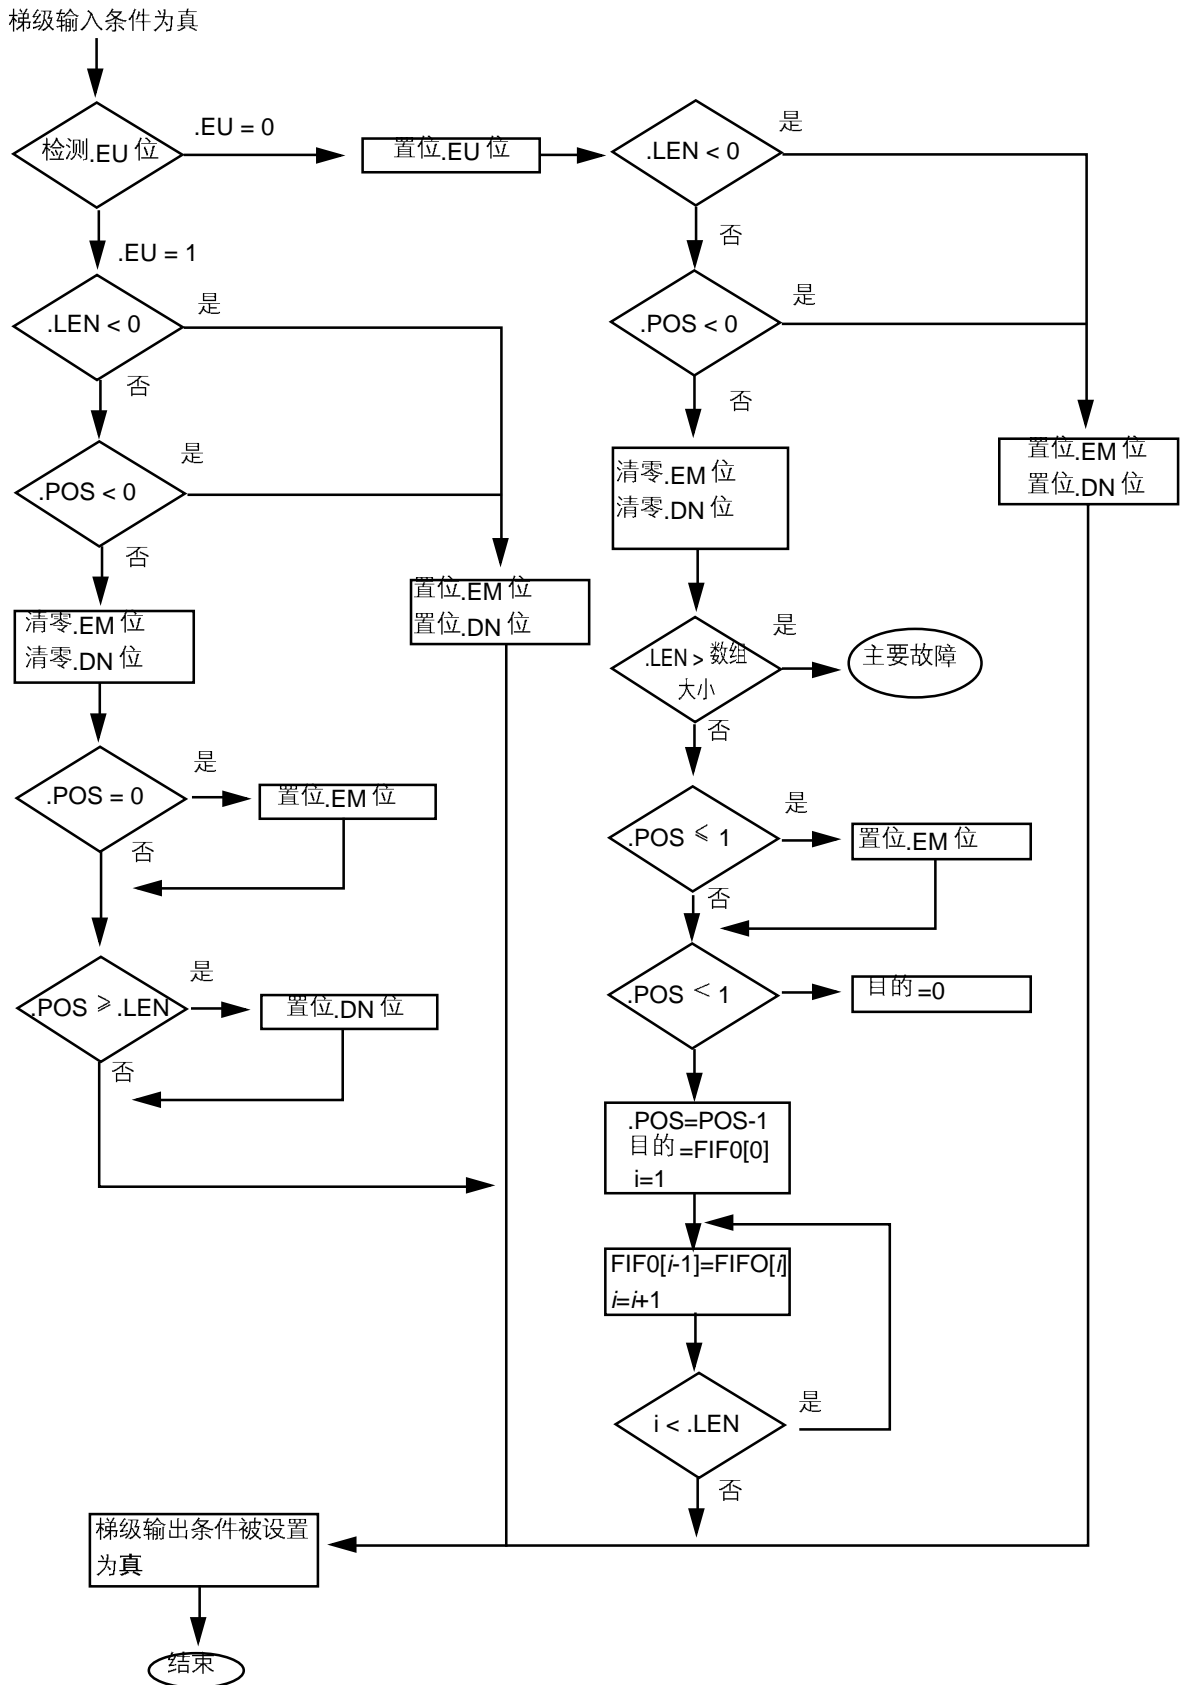 梯级输入条件为真
检测.EU 位
.EU = 0
置位.EU 位
.LEN < 0
是
否
.POS < 0
是
否
置位.EM 位
置位.DN 位
清零.EM 位
清零.DN 位
.LEN > 数组
大小
是
主要故障
否
.POS ≤ 1
是
置位.EM 位
否
.POS < 1
目的 =0
.POS=POS-1
目的 =FIF0[0]
i=1
FIF0[i-1]=FIFO[i]
i=i+1
i < .LEN
是
否
.EU = 1
.LEN < 0
是
否
.POS < 0
是
否
置位.EM 位
置位.DN 位
清零.EM 位
清零.DN 位
.POS = 0
是
置位.EM 位
否
.POS ⩾ .LEN
是
置位.DN 位
否
梯级输出条件被设置
为真
结束